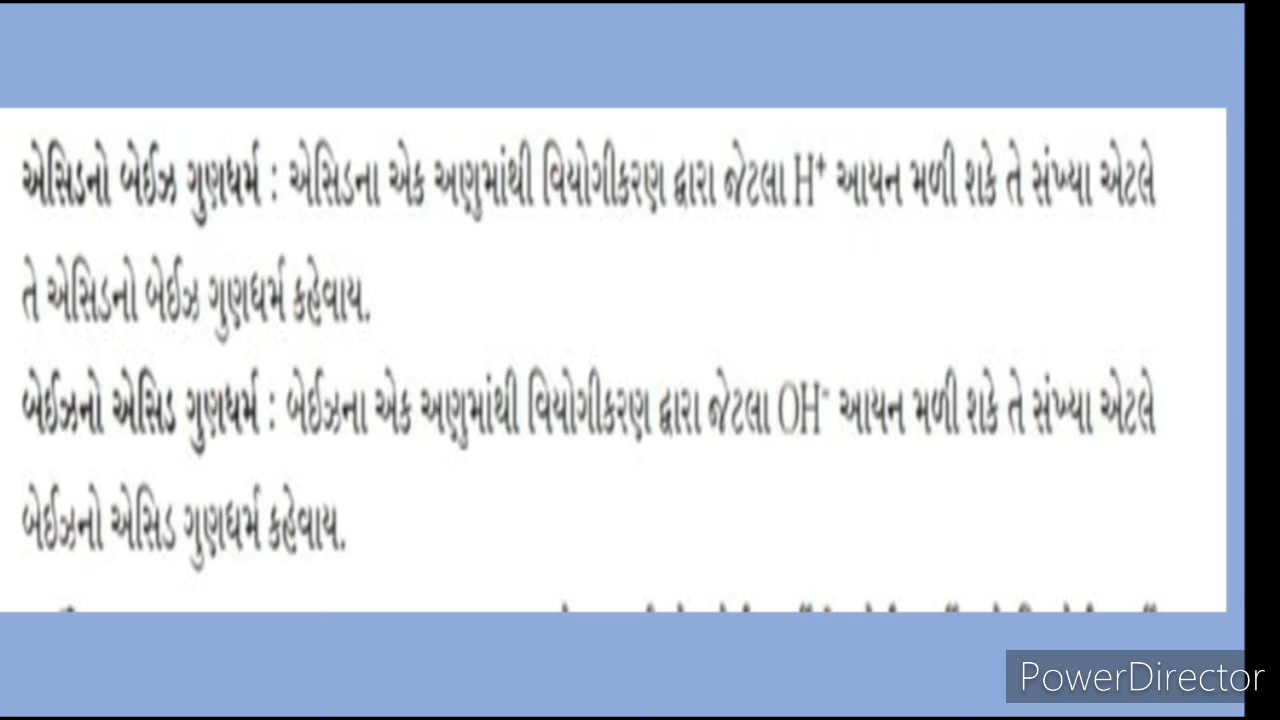 એસિડનો બેઈઝ ગુણધર્મ : એસિડના એક અણુમાંથી વિયોગીકરણ દ્વારા જેટલા H⁺ આયન મળી શકે તે સંખ્યા એટલે
તે એસિડનો બેઈઝ ગુણધર્મ કહેવાય.
બેઈઝનો એસિડ ગુણધર્મ : બેઈઝના એક અણુમાંથી વિયોગીકરણ દ્વારા જેટલા OH⁻ આયન મળી શકે તે સંખ્યા એટલે
બેઈઝનો એસિડ ગુણધર્મ કહેવાય.
PowerDirector